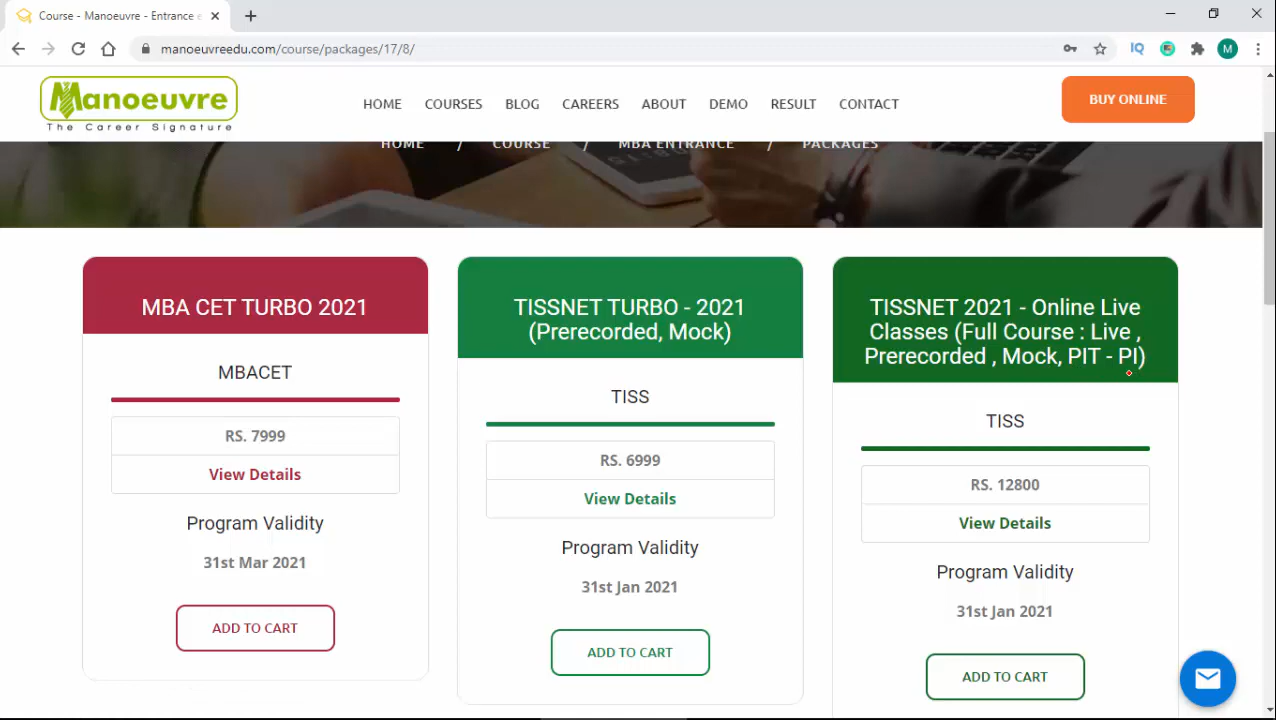 Course - Manoeuvre - Entrance e
manoeuvreedu.com/course/packages/17/8/
IQ
M
Manoeuvre
The Career Signature
HOME COURSES BLOG CAREERS ABOUT DEMO RESULT CONTACT
BUY ONLINE
HOME / COURSE / MBA ENTRANCE / PACKAGES
MBA CET TURBO 2021
MBACET
RS. 7999
View Details
Program Validity
31st Mar 2021
ADD TO CART
TISSNET TURBO - 2021
(Prerecorded, Mock)
TISS
RS. 6999
View Details
Program Validity
31st Jan 2021
ADD TO CART
TISSNET 2021 - Online Live
Classes (Full Course : Live ,
Prerecorded , Mock, PIT - PI)
TISS
RS. 12800
View Details
Program Validity
31st Jan 2021
ADD TO CART